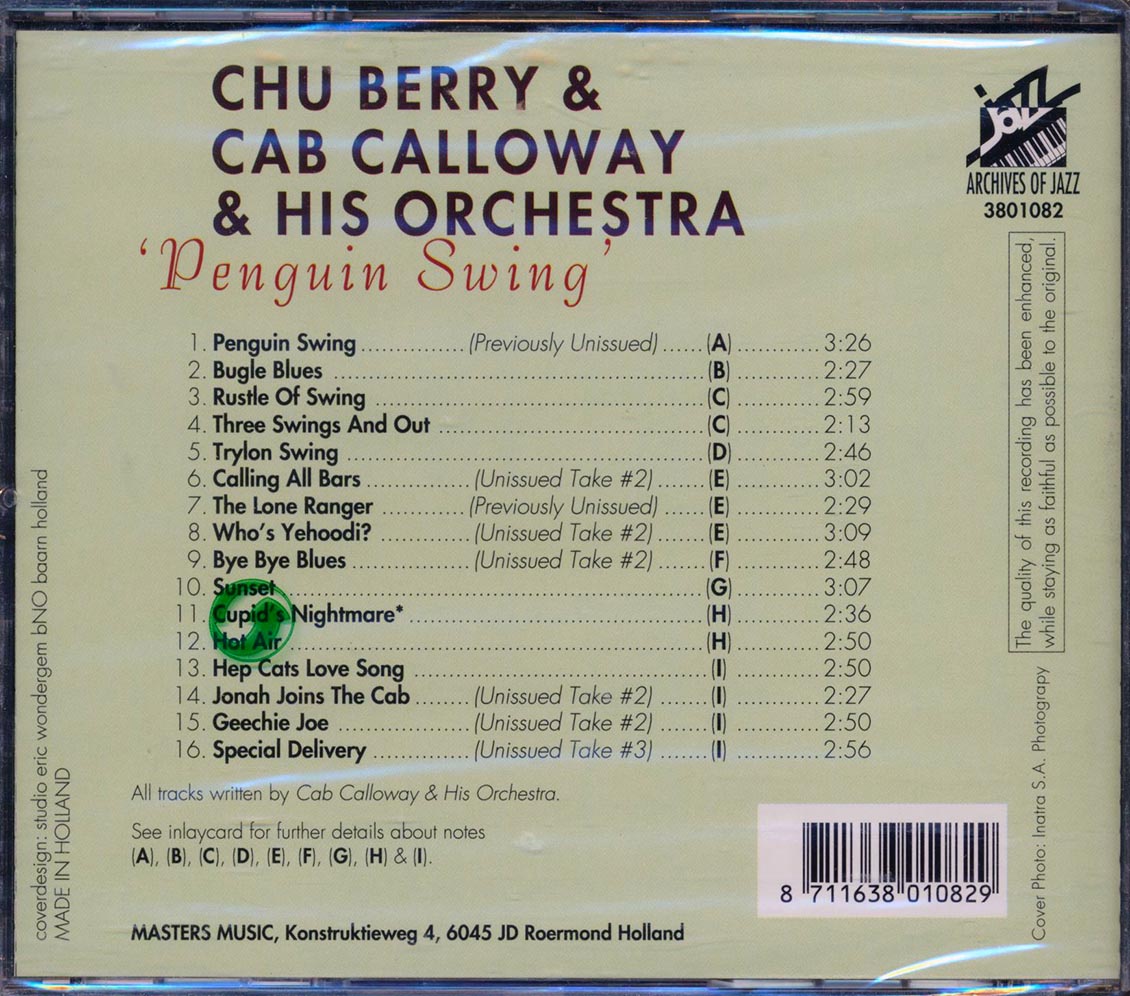 CHU BERRY &
CAB CALLOWAY
& HIS ORCHESTRA
'Penguin Swing'
jazz
ARCHIVES OF JAZZ
3801082
The quality of this recording has been enhanced,
while staying as faithful as possible to the original.
1. Penguin Swing (Previously Unissued) (A) 3:26
2. Bugle Blues (B) 2:27
3. Rustle Of Swing (C) 2:59
4. Three Swings And Out (C) 2:13
5. Trylon Swing (D) 2:46
6. Calling All Bars (Unissued Take #2) (E) 3:02
7. The Lone Ranger (Previously Unissued) (E) 2:29
8. Who's Yehoodi? (Unissued Take #2) (E) 3:09
9. Bye Bye Blues (Unissued Take #2) (F) 2:48
10. Sunset (G) 3:07
11. Cupid's Nightmare* (H) 2:36
12. Hot Air (H) 2:50
13. Hep Cats Love Song (I) 2:50
14. Jonah Joins The Cab (Unissued Take #2) (I) 2:27
15. Geechie Joe (Unissued Take #2) (I) 2:50
16. Special Delivery (Unissued Take #3) (I) 2:56
All tracks written by Cab Calloway & His Orchestra.
See inlaycard for further details about notes
(A), (B), (C), (D), (E), (F), (G), (H) & (I).
MASTERS MUSIC, Konstruktieweg 4, 6045 JD Roermond Holland
8 711638 010829
coverdesign: studio eric wondergem bNO baarn holland
MADE IN HOLLAND
Cover Photo: Inatra S.A. Photograpy